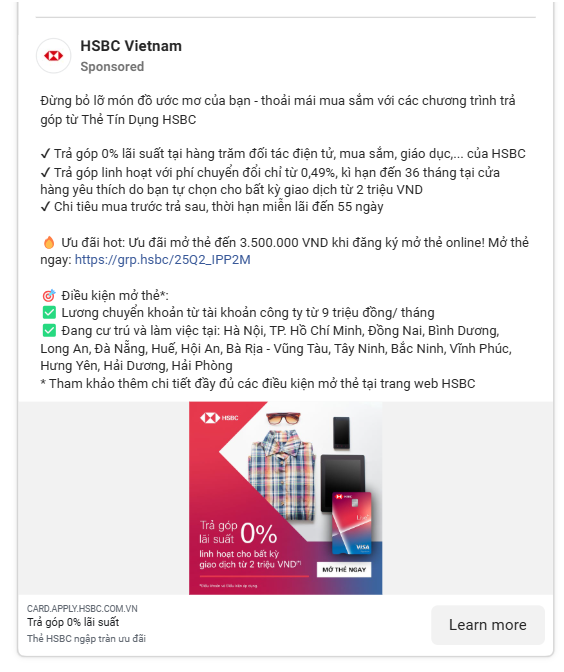 HSBC Vietnam
Sponsored
Đừng bỏ lỡ món đồ ước mơ của bạn - thoải mái mua sắm với các chương trình trả
góp từ Thẻ Tín Dụng HSBC
✓ Trả góp 0% lãi suất tại hàng trăm đối tác điện tử, mua sắm, giáo dục,... của HSBC
✓ Trả góp linh hoạt với phí chuyển đổi chỉ từ 0,49%, kì hạn đến 36 tháng tại cửa
hàng yêu thích do bạn tự chọn cho bất kỳ giao dịch từ 2 triệu VND
✓ Chi tiêu mua trước trả sau, thời hạn miễn lãi đến 55 ngày
🔥 Ưu đãi hot: Ưu đãi mở thẻ đến 3.500.000 VND khi đăng ký mở thẻ online! Mở thẻ
ngay: https://grp.hsbc/25Q2_IPP2M
🎯 Điều kiện mở thẻ*:
✅ Lương chuyển khoản từ tài khoản công ty từ 9 triệu đồng/ tháng
✅ Đang cư trú và làm việc tại: Hà Nội, TP. Hồ Chí Minh, Đồng Nai, Bình Dương,
Long An, Đà Nẵng, Huế, Hội An, Bà Rịa - Vũng Tàu, Tây Ninh, Bắc Ninh, Vĩnh Phúc,
Hưng Yên, Hải Dương, Hải Phòng
* Tham khảo thêm chi tiết đầy đủ các điều kiện mở thẻ tại trang web HSBC
HSBC
Trả góp
lãi suất 0%
linh hoạt cho bất kỳ
giao dịch từ 2 triệu VND(*)
HSBC
VISA
MỞ THẺ NGAY
CARD.APPLY.HSBC.COM.VN
Trả góp 0% lãi suất
Thẻ HSBC ngập tràn ưu đãi
Learn more